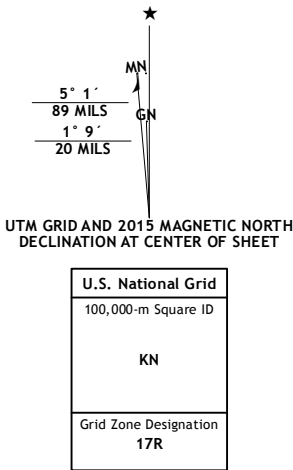 ★
MN
GN
5° 1´
89 MILS
1° 9´
20 MILS
UTM GRID AND 2015 MAGNETIC NORTH
DECLINATION AT CENTER OF SHEET
U.S. National Grid
100,000-m Square ID
KN
Grid Zone Designation
17R